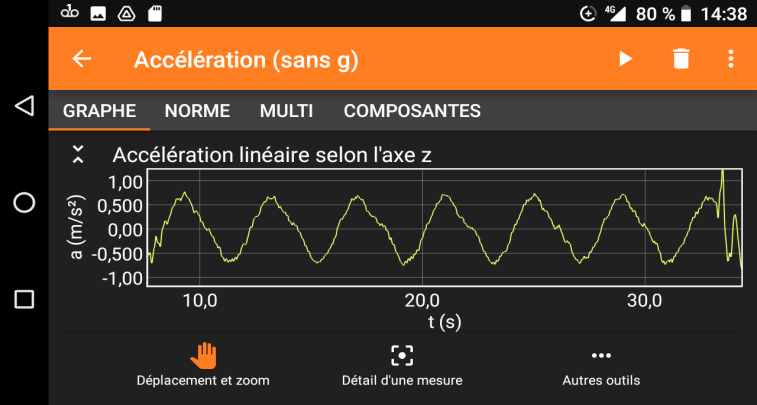 4G 80 % 14:38
Accélération (sans g)
GRAPHE NORME MULTI COMPOSANTES
Accélération linéaire selon l'axe z
a (m/s²)
1,00
0,500
0,00
-0,500
-1,00
10,0 20,0 30,0
t (s)
Déplacement et zoom Détail d'une mesure Autres outils